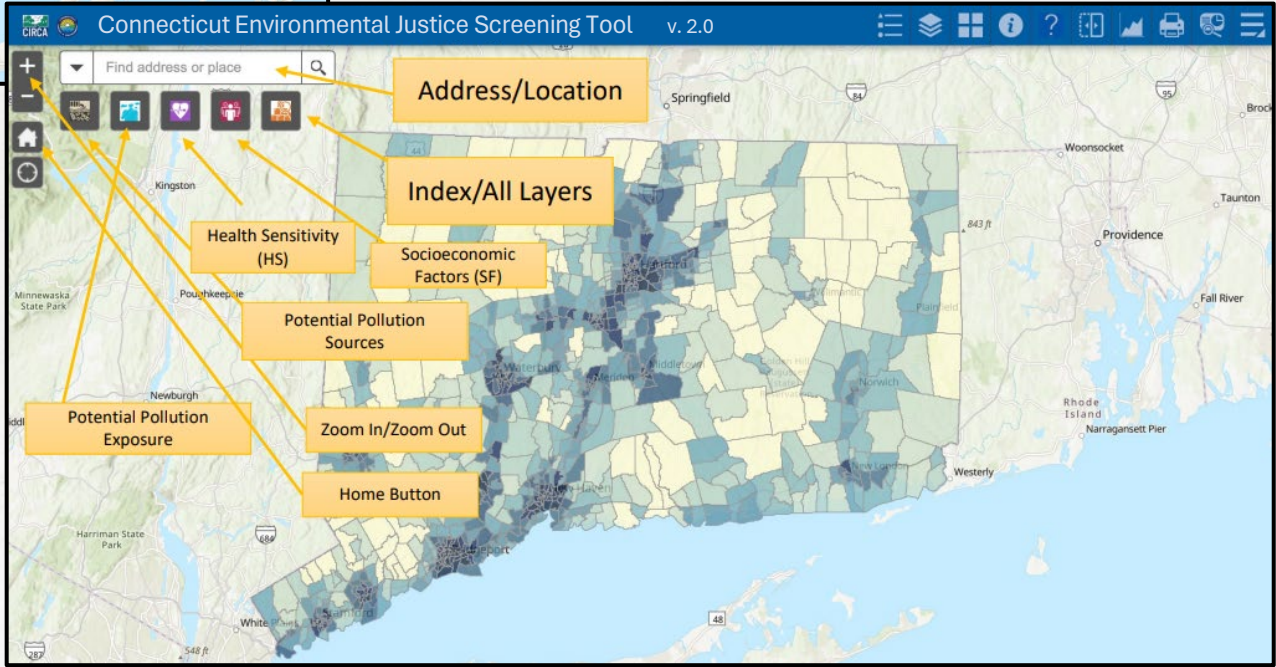 CIRCA
Connecticut Environmental Justice Screening Tool v. 2.0
Find address or place
Address/Location
Index/All Layers
Health Sensitivity
(HS)
Socioeconomic
Factors (SF)
Potential Pollution
Sources
Potential Pollution
Exposure
Zoom In/Zoom Out
Home Button
Springfield
84
95
Brock
Woonsocket
Taunton
Kingston
44
843 ft
Providence
Hartford
Minnewaska
State Park
Poughkeepsie
Fall River
Plainfield
Waterbury
Meriden
Middletown
Norwich
Newburgh
Rhode
Island
Narragansett Pier
New London
Westerly
New Haven
Harriman State
Park
684
Stamford
White Plains
48
548 ft
287